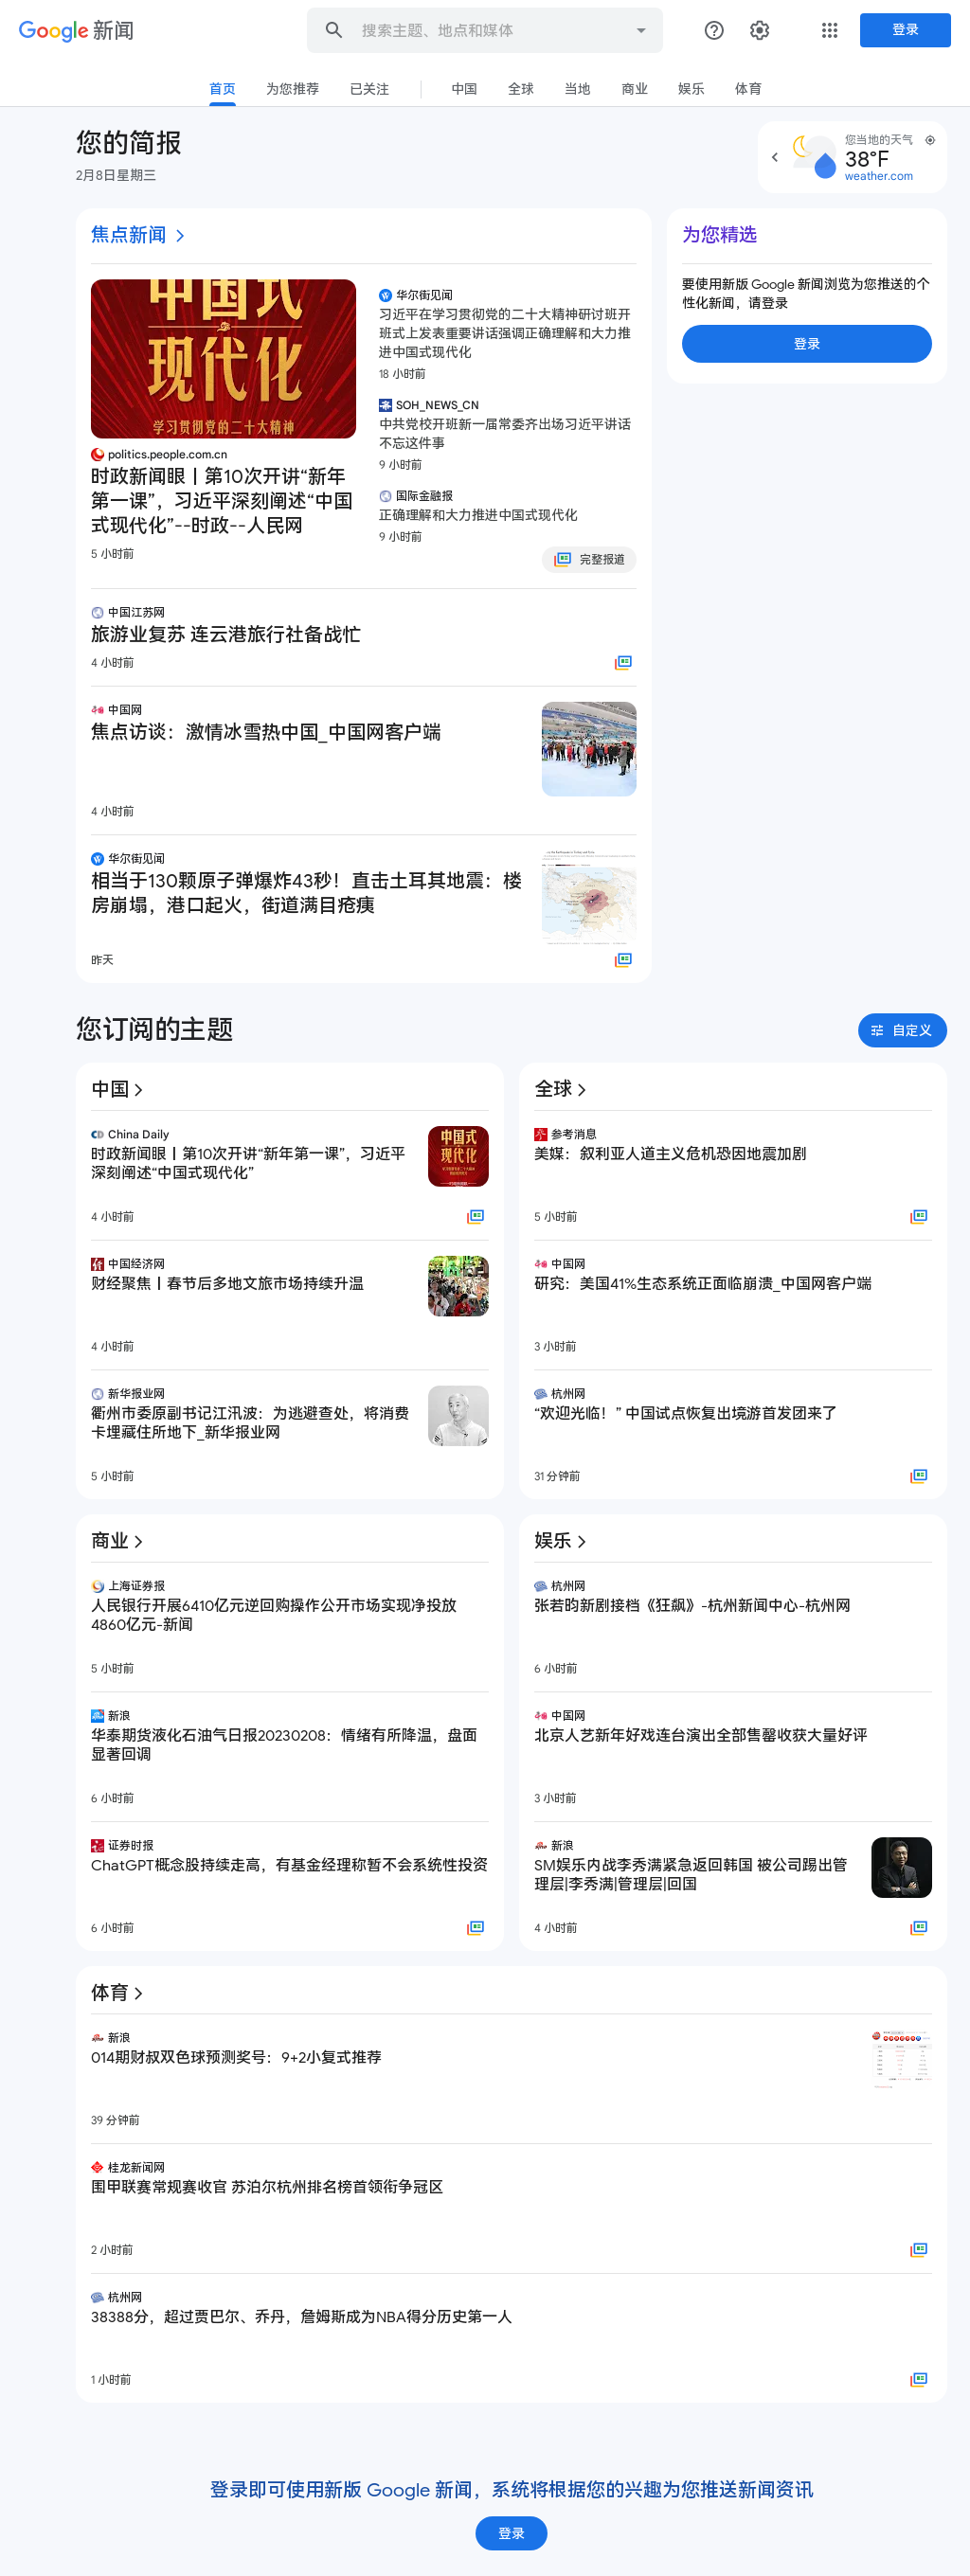 Google 新闻
搜索主题、地点和媒体
登录
首页
为您推荐
已关注
中国
全球
当地
商业
娱乐
体育
您的简报
2月8日星期三
您当地的天气
38°F
weather.com
焦点新闻
中国式
现代化
学习贯彻党的二十大精神
politics.people.com.cn
时政新闻眼丨第10次开讲“新年
第一课”，习近平深刻阐述“中国
式现代化”--时政--人民网
5 小时前
华尔街见闻
习近平在学习贯彻党的二十大精神研讨班开
班式上发表重要讲话强调正确理解和大力推
进中国式现代化
18 小时前
SOH_NEWS_CN
中共党校开班新一届常委齐出场习近平讲话
不忘这件事
9 小时前
国际金融报
正确理解和大力推进中国式现代化
9 小时前
完整报道
中国江苏网
旅游业复苏 连云港旅行社备战忙
4 小时前
中国网
焦点访谈：激情冰雪热中国_中国网客户端
4 小时前
华尔街见闻
相当于130颗原子弹爆炸43秒！直击土耳其地震：楼
房崩塌，港口起火，街道满目疮痍
昨天
为您精选
要使用新版 Google 新闻浏览为您推送的个
性化新闻，请登录
登录
您订阅的主题
自定义
中国
China Daily
时政新闻眼丨第10次开讲“新年第一课”，习近平
深刻阐述“中国式现代化”
中国式
现代化
4 小时前
中国经济网
财经聚焦丨春节后多地文旅市场持续升温
4 小时前
新华报业网
衢州市委原副书记江汛波：为逃避查处，将消费
卡埋藏住所地下_新华报业网
5 小时前
全球
参考消息
美媒：叙利亚人道主义危机恐因地震加剧
5 小时前
中国网
研究：美国41%生态系统正面临崩溃_中国网客户端
3 小时前
杭州网
“欢迎光临！” 中国试点恢复出境游首发团来了
31 分钟前
商业
上海证券报
人民银行开展6410亿元逆回购操作公开市场实现净投放
4860亿元-新闻
5 小时前
新浪
华泰期货液化石油气日报20230208：情绪有所降温，盘面
显著回调
6 小时前
证券时报
ChatGPT概念股持续走高，有基金经理称暂不会系统性投资
6 小时前
娱乐
杭州网
张若昀新剧接档《狂飙》-杭州新闻中心-杭州网
6 小时前
中国网
北京人艺新年好戏连台演出全部售罄收获大量好评
3 小时前
新浪
SM娱乐内战李秀满紧急返回韩国 被公司踢出管
理层|李秀满|管理层|回国
4 小时前
体育
新浪
014期财叔双色球预测奖号：9+2小复式推荐
39 分钟前
桂龙新闻网
围甲联赛常规赛收官 苏泊尔杭州排名榜首领衔争冠区
2 小时前
杭州网
38388分，超过贾巴尔、乔丹，詹姆斯成为NBA得分历史第一人
1 小时前
登录即可使用新版 Google 新闻，系统将根据您的兴趣为您推送新闻资讯
登录